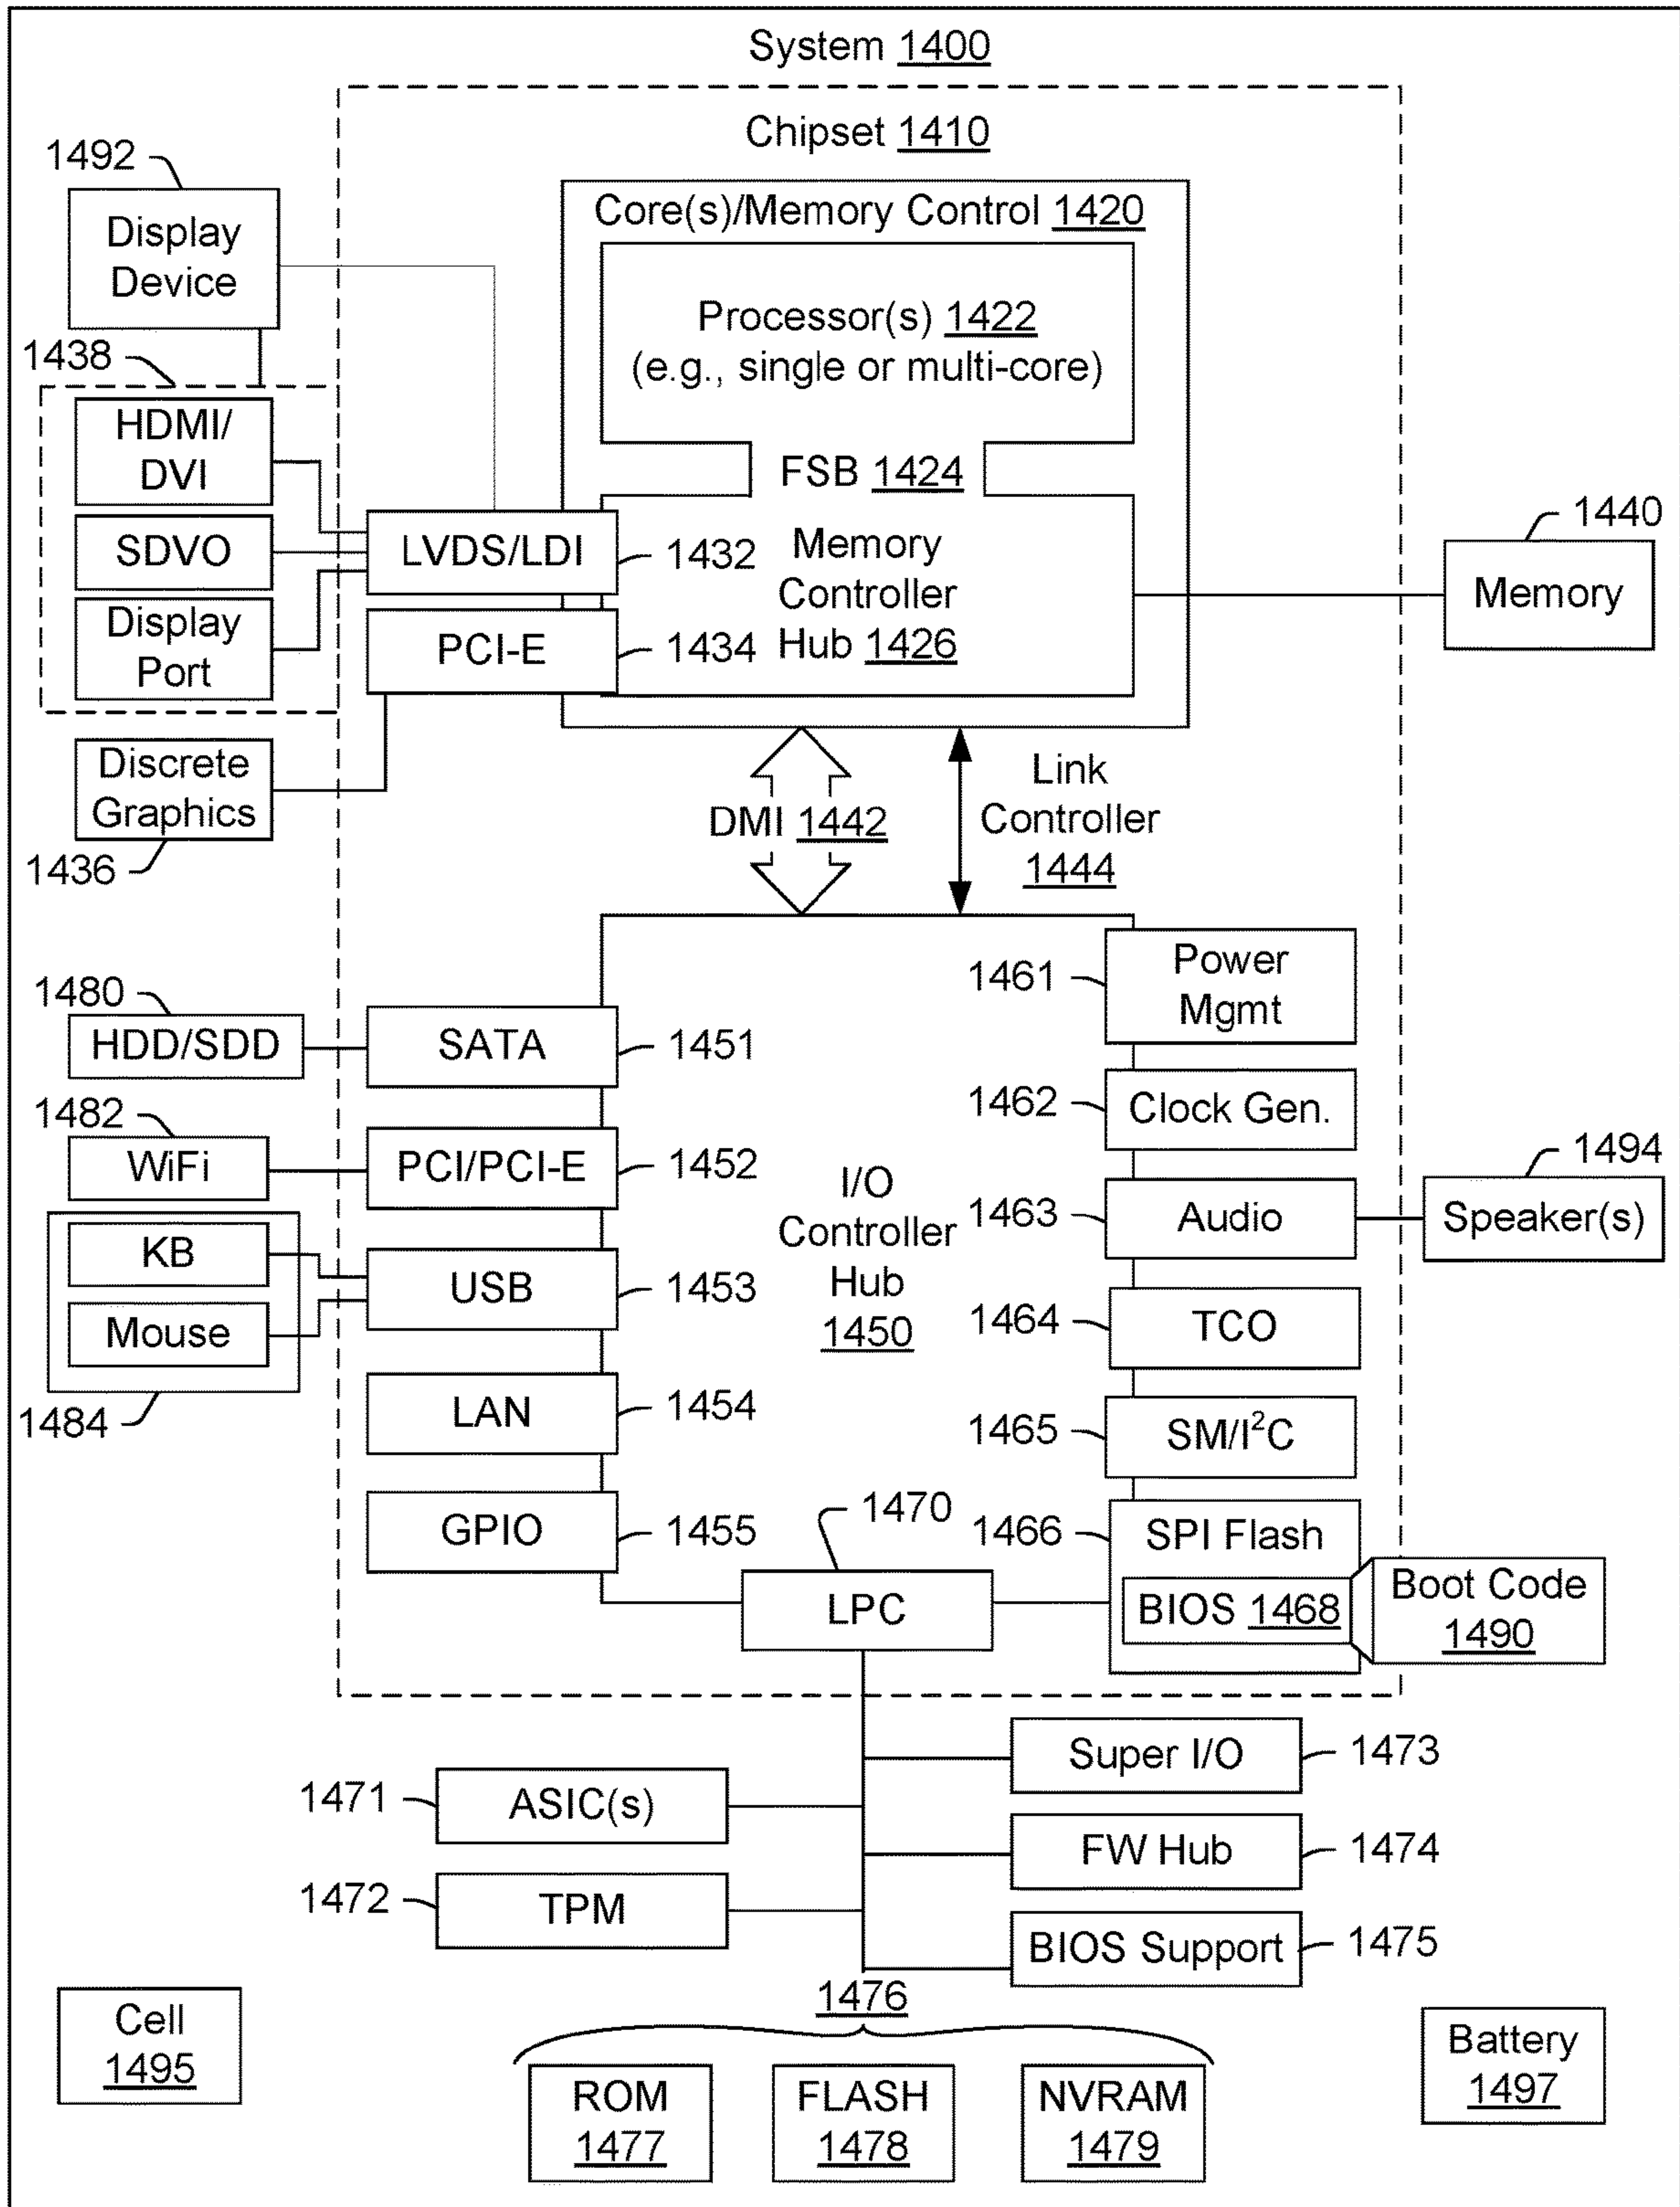 System 1400
Chipset 1410
1492
Display
Device
Core(s)/Memory Control 1420
Processor(s) 1422
(e.g., single or multi-core)
1438
HDMI/
DVI
SDVO
Display
Port
FSB 1424
LVDS/LDI
1432
PCI-E
1434
Memory
Controller
Hub 1426
1440
Memory
Discrete
Graphics
1436
DMI 1442
Link
Controller
1444
1480
HDD/SDD
SATA
1451
1482
WiFi
PCI/PCI-E
1452
KB
Mouse
1484
USB
1453
LAN
1454
GPIO
1455
I/O
Controller
Hub
1450
1461
Power
Mgmt
1462
Clock Gen.
1463
Audio
1494
Speaker(s)
1464
TCO
1465
SM/I²C
1466
SPI Flash
BIOS 1468
Boot Code
1490
1470
LPC
1471
ASIC(s)
1472
TPM
Super I/O
1473
FW Hub
1474
BIOS Support
1475
Cell
1495
1476
ROM
1477
FLASH
1478
NVRAM
1479
Battery
1497